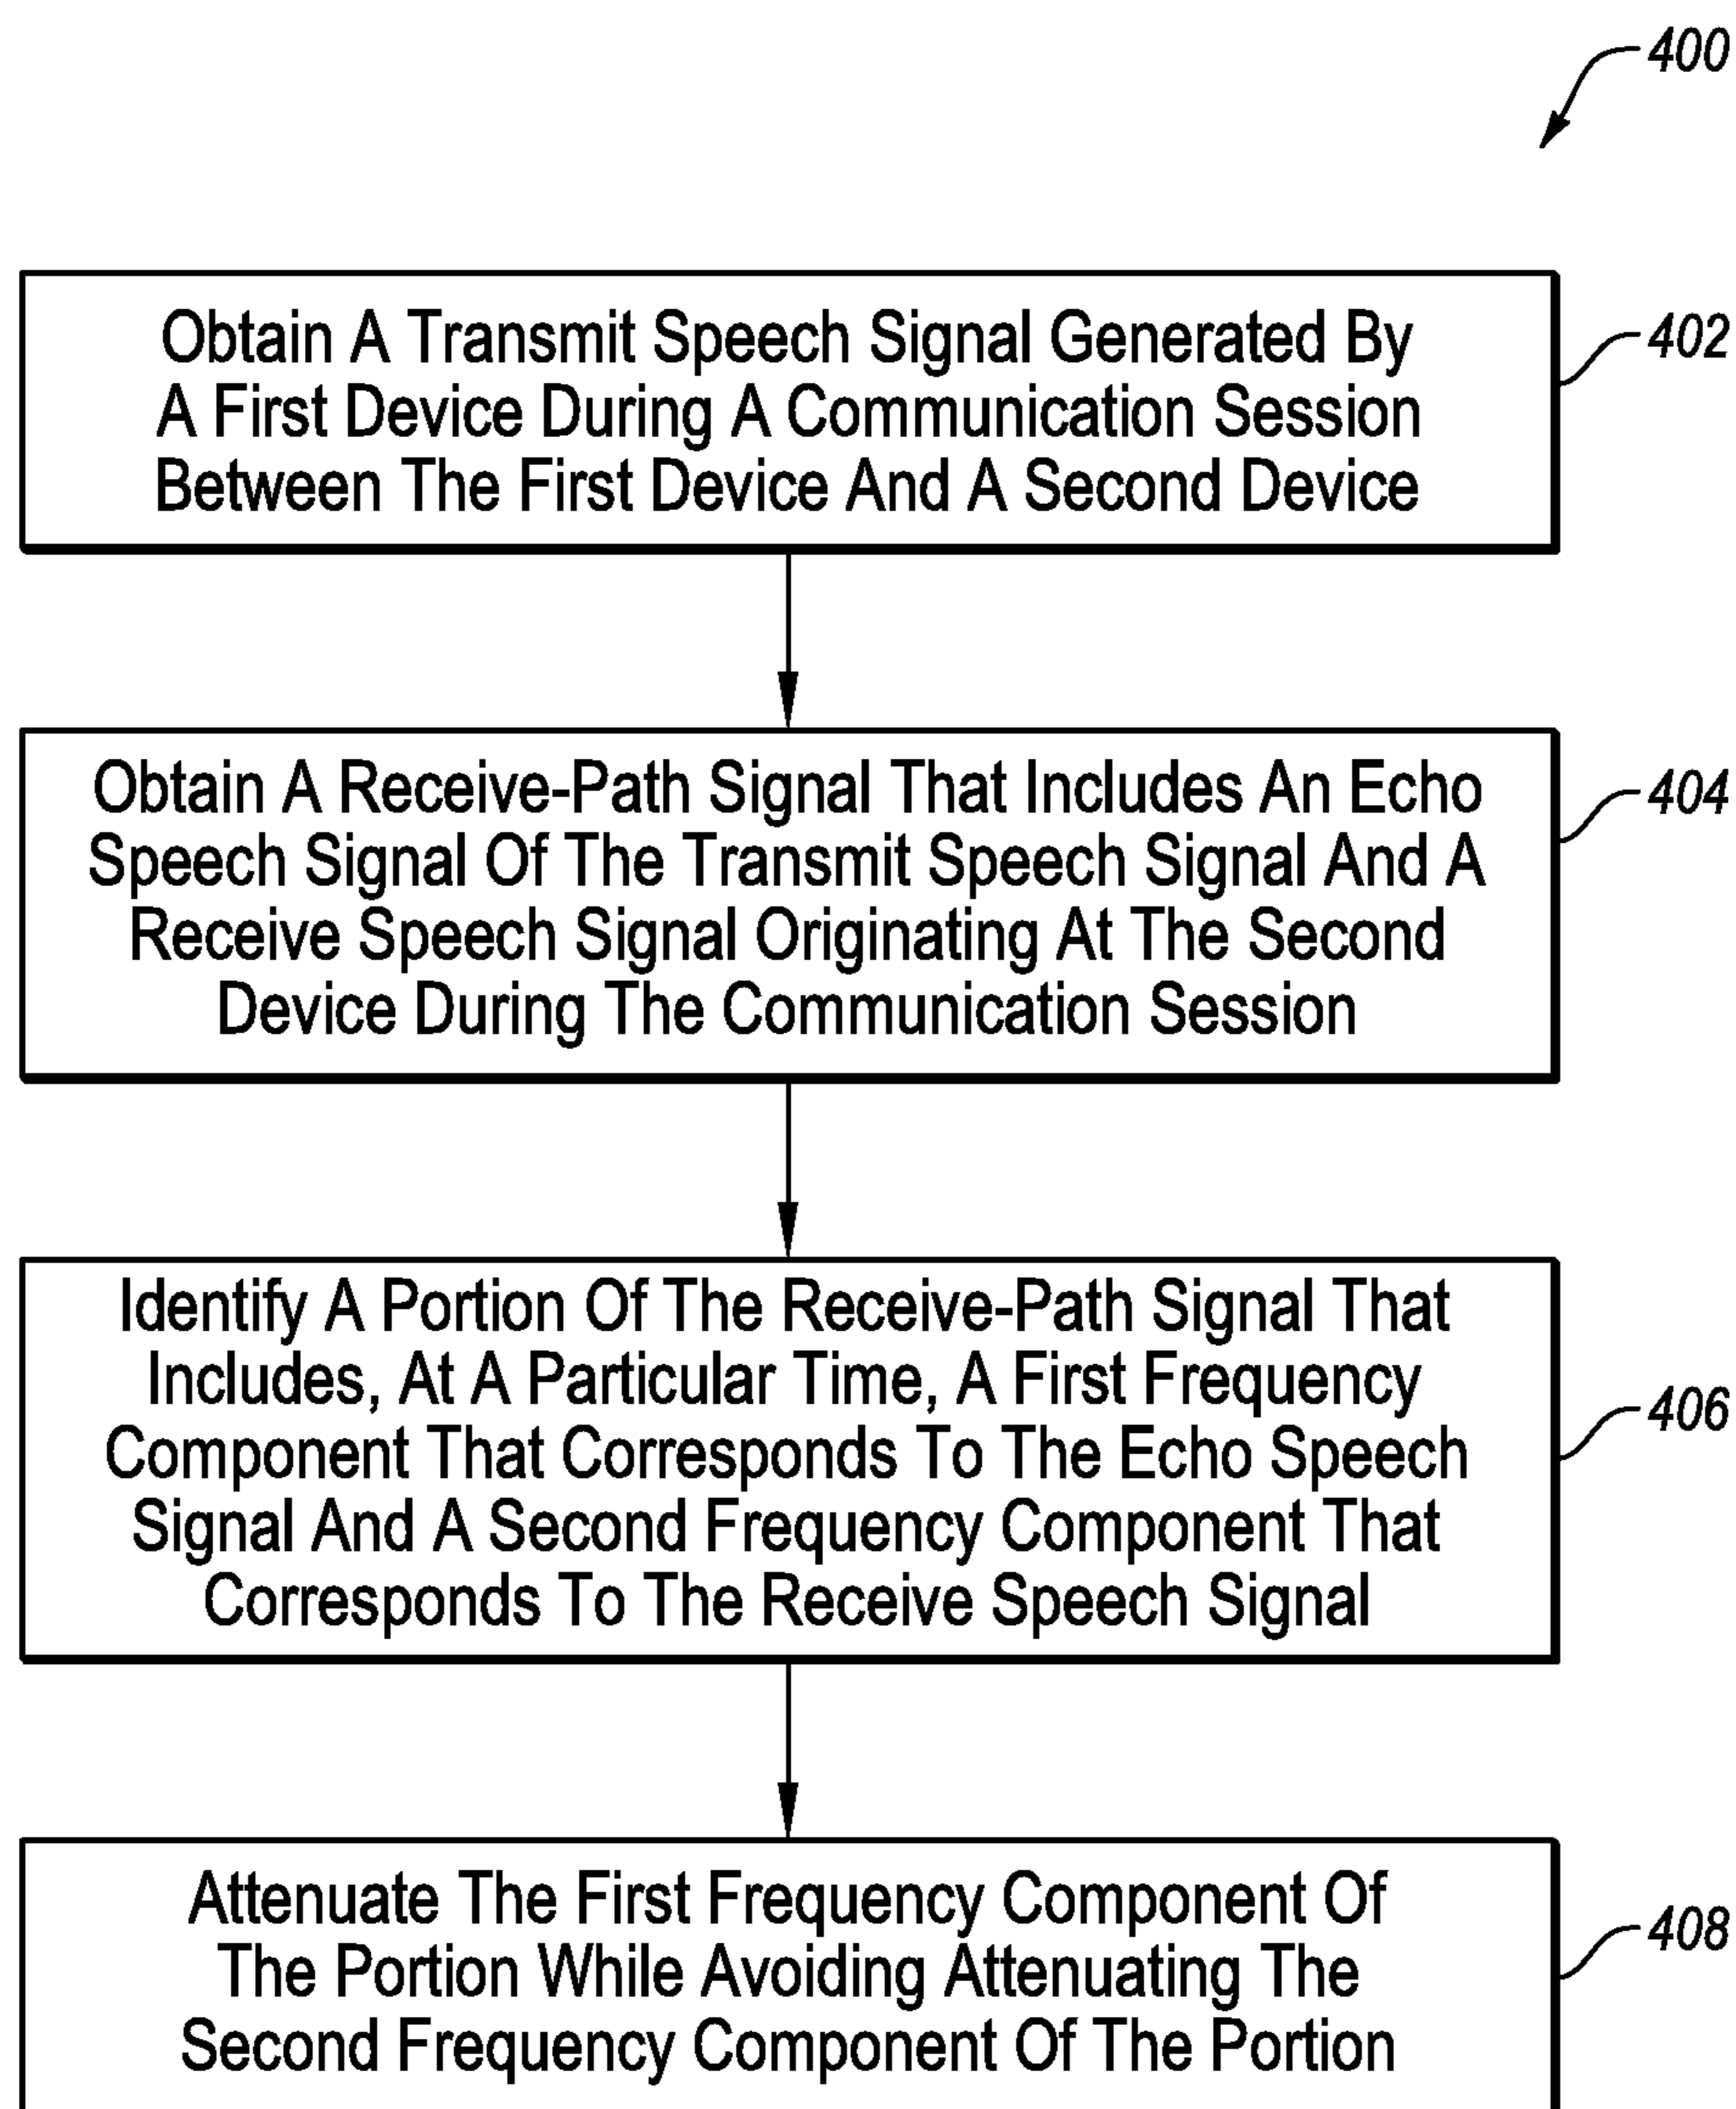 400
Obtain A Transmit Speech Signal Generated By
A First Device During A Communication Session
Between The First Device And A Second Device
402
Obtain A Receive-Path Signal That Includes An Echo
Speech Signal Of The Transmit Speech Signal And A
Receive Speech Signal Originating At The Second
Device During The Communication Session
404
Identify A Portion Of The Receive-Path Signal That
Includes, At A Particular Time, A First Frequency
Component That Corresponds To The Echo Speech
Signal And A Second Frequency Component That
Corresponds To The Receive Speech Signal
406
Attenuate The First Frequency Component Of
The Portion While Avoiding Attenuating The
Second Frequency Component Of The Portion
408